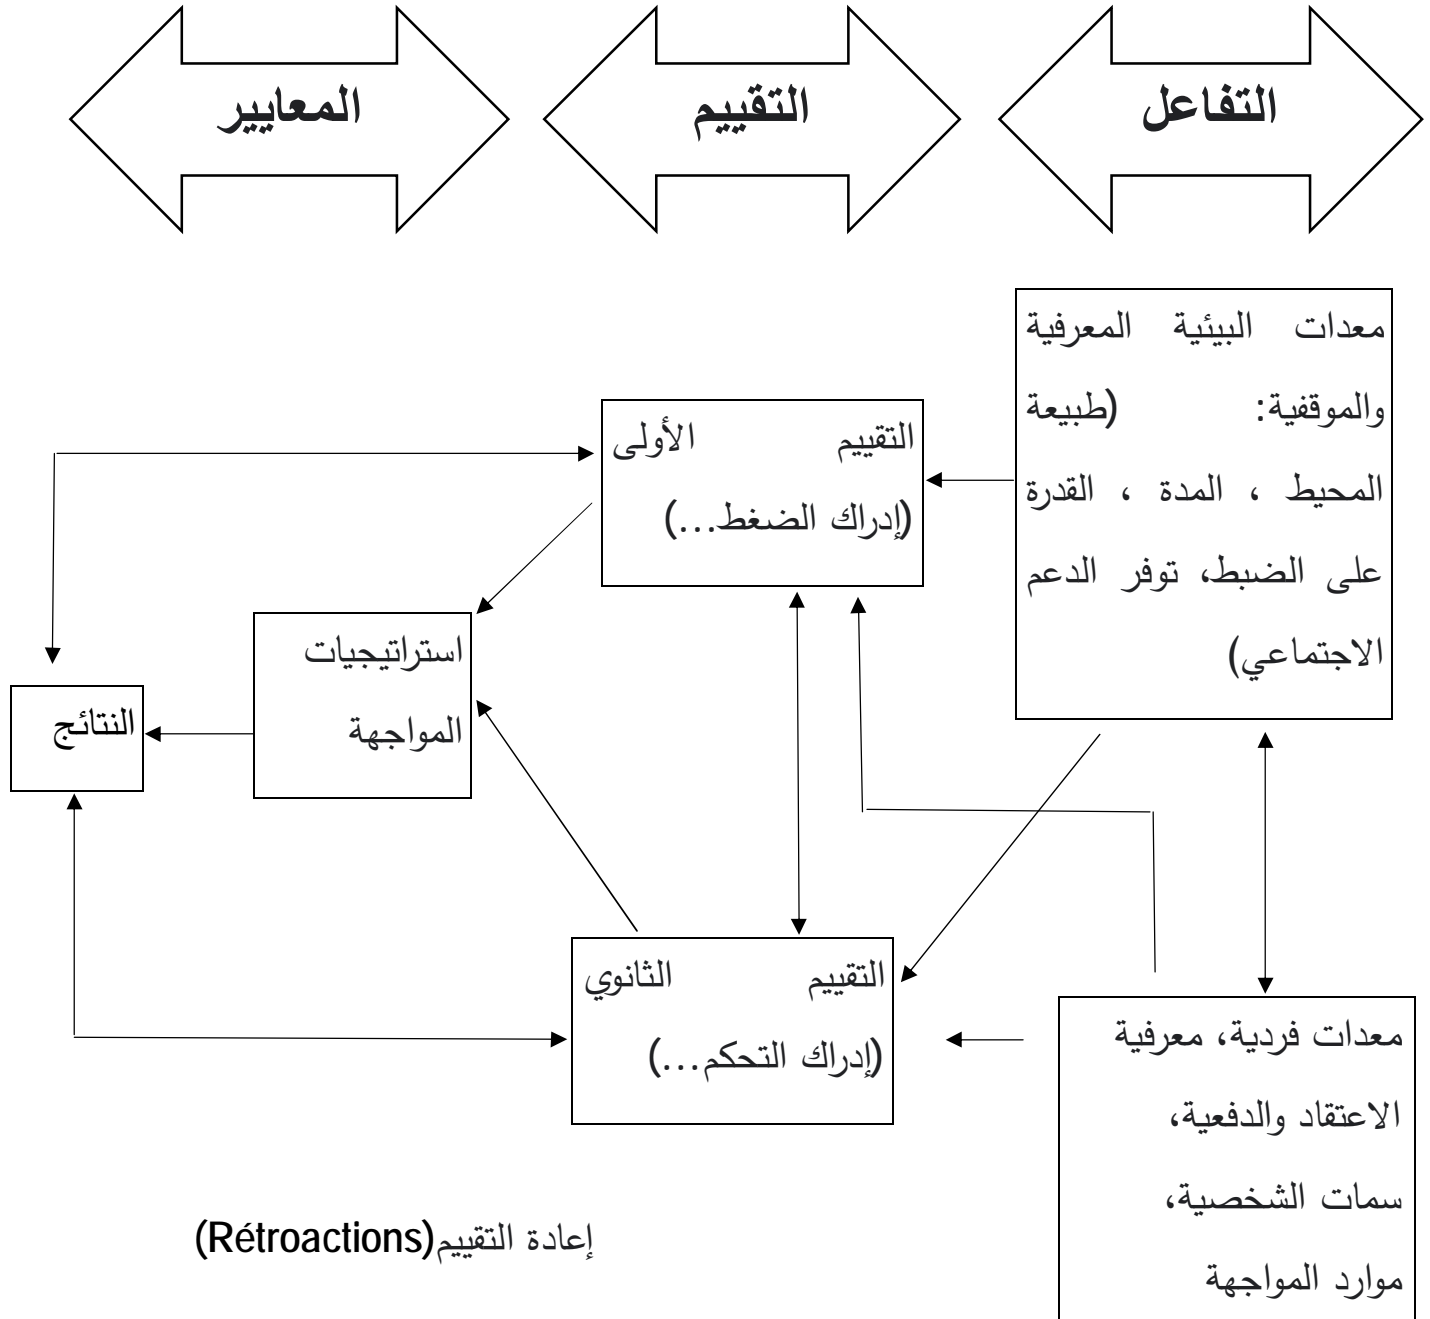 التفاعل
التقييم
المعايير
معدات البيئية المعرفية
والموقفية: (طبيعة
المحيط ، المدة ، القدرة
على الضبط، توفر الدعم
الاجتماعي)
التقييم الأولى
(إدراك الضغط...)
استراتيجيات
المواجهة
النتائج
التقييم الثانوي
(إدراك التحكم...)
معدات فردية، معرفية
الاعتقاد والدفعية،
سمات الشخصية،
موارد المواجهة
إعادة التقييم(Rétroactions)